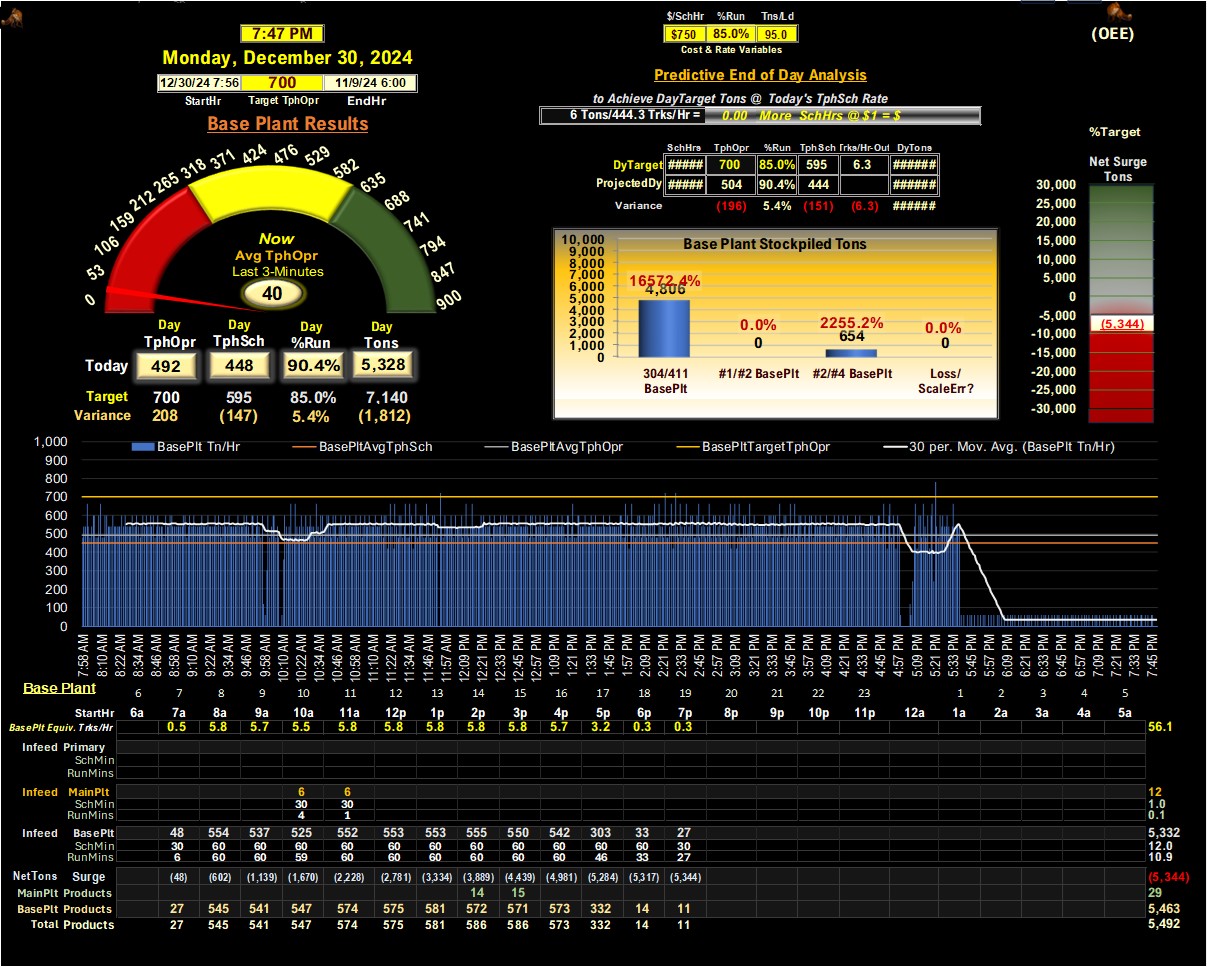 $/SchHr %Run Tns/Ld
7:47 PM
$750 85.0% 95.0
(OEE)
Cost & Rate Variables
Monday, December 30, 2024
Predictive End of Day Analysis
12/30/24 7:56 700 11/9/24 6:00
StartHr Target TphOpr EndHr
to Achieve DayTarget Tons @ Today's TphSch Rate
6 Tons/444.3 Trks/Hr = 0.00 More SchHrs @ $1 = $
Base Plant Results
%Target
SchHrs TphOpr %Run TphSch Trks/Hr-Out DyTons
DyTarget ##### 700 85.0% 595 6.3 ######
ProjectedDy ##### 504 90.4% 444 ######
Variance (196) 5.4% (151) (6.3) ######
Net Surge
Tons
30,000
25,000
20,000
15,000
10,000
5,000
0
-5,000
(5,344)
-10,000
-15,000
-20,000
-25,000
-30,000
0 53 106 159 212 265 318 371 424 476 529 582 635 688 741 794 847 900
Now
Avg TphOpr
Last 3-Minutes
40
Base Plant Stockpiled Tons
10,000
9,000
8,000
7,000
6,000
5,000
4,000
3,000
2,000
1,000
0
16572.4%
4,806
0.0%
0
2255.2%
654
0.0%
0
304/411 BasePlt
#1/#2 BasePlt
#2/#4 BasePlt
Loss/ ScaleErr?
Day Day Day Day
TphOpr TphSch %Run Tons
Today 492 448 90.4% 5,328
Target 700 595 85.0% 7,140
Variance 208 (147) 5.4% (1,812)
BasePlt Tn/Hr BasePltAvgTphSch BasePltAvgTphOpr BasePltTargetTphOpr 30 per. Mov. Avg. (BasePlt Tn/Hr)
1,000
900
800
700
600
500
400
300
200
100
0
7:58 AM 8:10 AM 8:22 AM 8:34 AM 8:46 AM 8:58 AM 9:10 AM 9:22 AM 9:34 AM 9:46 AM 9:58 AM 10:10 AM 10:22 AM 10:34 AM 10:46 AM 10:58 AM 11:10 AM 11:22 AM 11:34 AM 11:46 AM 11:57 AM 12:09 PM 12:21 PM 12:33 PM 12:45 PM 12:57 PM 1:09 PM 1:21 PM 1:33 PM 1:45 PM 1:57 PM 2:09 PM 2:21 PM 2:33 PM 2:45 PM 2:57 PM 3:09 PM 3:21 PM 3:33 PM 3:45 PM 3:57 PM 4:09 PM 4:21 PM 4:33 PM 4:45 PM 4:57 PM 5:09 PM 5:21 PM 5:33 PM 5:45 PM 5:57 PM 6:09 PM 6:21 PM 6:33 PM 6:45 PM 6:57 PM 7:09 PM 7:21 PM 7:33 PM 7:45 PM
Base Plant 6 7 8 9 10 11 12 13 14 15 16 17 18 19 20 21 22 23 1 2 3 4 5
StartHr 6a 7a 8a 9a 10a 11a 12p 1p 2p 3p 4p 5p 6p 7p 8p 9p 10p 11p 12a 1a 2a 3a 4a 5a
BasePlt Equiv. Trks/Hr 0.5 5.8 5.7 5.5 5.8 5.8 5.8 5.8 5.8 5.7 3.2 0.3 0.3 56.1
Infeed Primary
SchMin
RunMins
Infeed MainPlt 6 6 12
SchMin 30 30 1.0
RunMins 4 1 0.1
Infeed BasePlt 48 554 537 525 552 553 553 555 550 542 303 33 27 5,332
SchMin 30 60 60 60 60 60 60 60 60 60 60 60 30 12.0
RunMins 6 60 60 59 60 60 60 60 60 60 46 33 27 10.9
NetTons Surge (48) (602) (1,139) (1,670) (2,228) (2,781) (3,334) (3,889) (4,439) (4,981) (5,284) (5,317) (5,344) (5,344)
MainPlt Products 14 15 29
BasePlt Products 27 545 541 547 574 575 581 572 571 573 332 14 11 5,463
Total Products 27 545 541 547 574 575 581 586 586 573 332 14 11 5,492